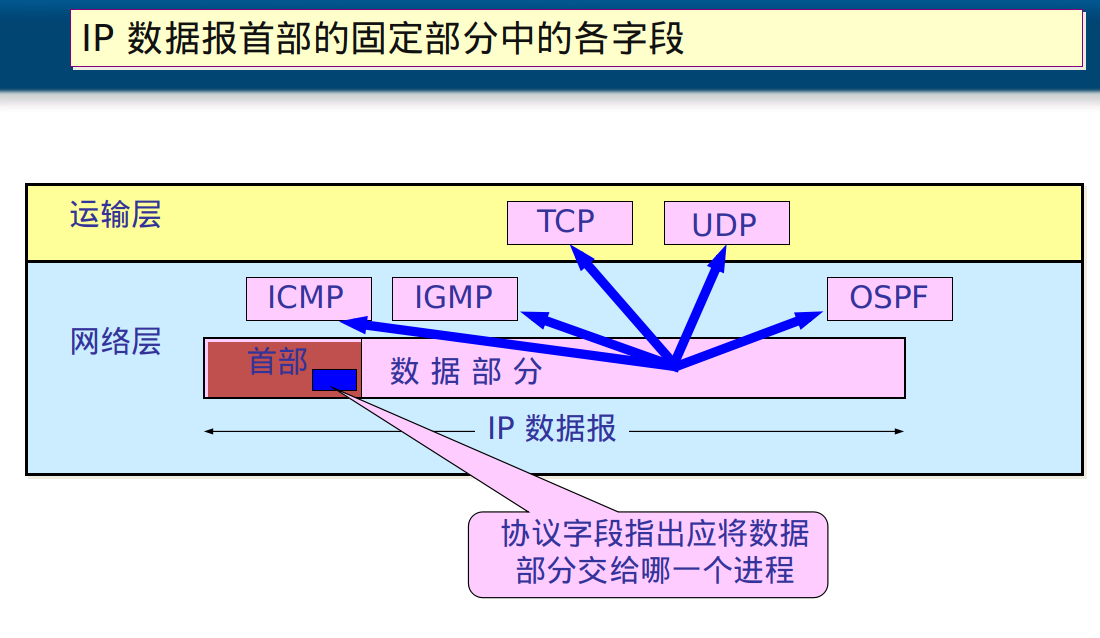 IP 数据报首部的固定部分中的各字段
运输层
TCP
UDP
ICMP
IGMP
OSPF
网络层
首部
数 据 部 分
IP 数据报
协议字段指出应将数据
部分交给哪一个进程